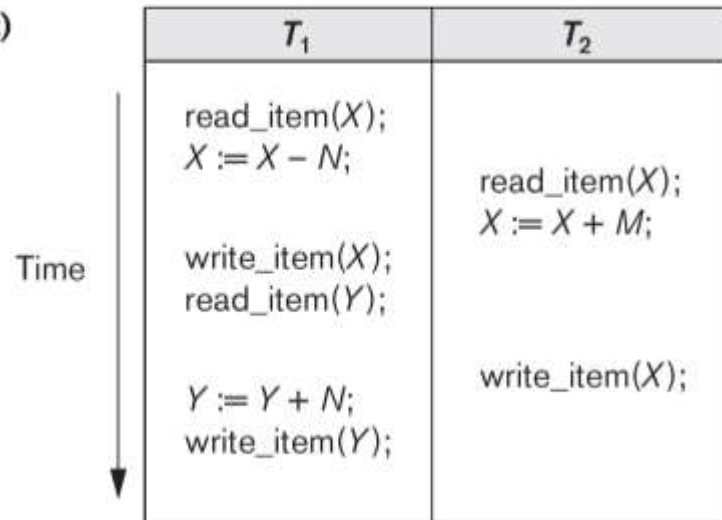 )
T₁ T₂
read_item(X);
X := X – N;
read_item(X);
X := X + M;
Time
write_item(X);
read_item(Y);
write_item(X);
Y := Y + N;
write_item(Y);